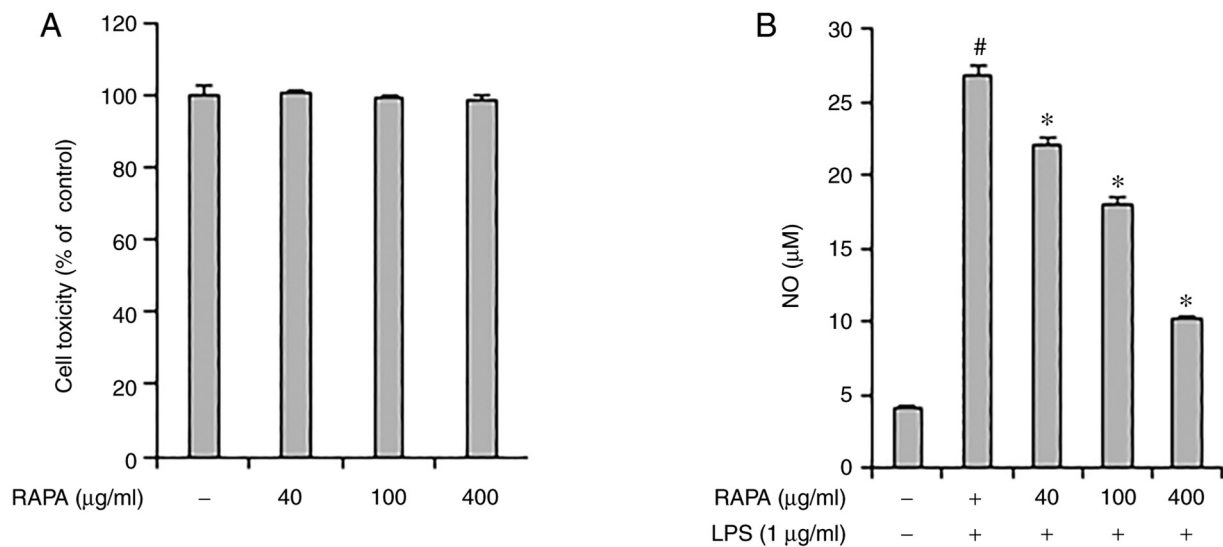 A
120
100
80
60
40
20
0
Cell toxicity (% of control)
RAPA (μg/ml) – 40 100 400
B
30
25
20
15
10
5
0
NO (μM)
#
*
*
*
RAPA (μg/ml) – + 40 100 400
LPS (1 μg/ml) – + + + +